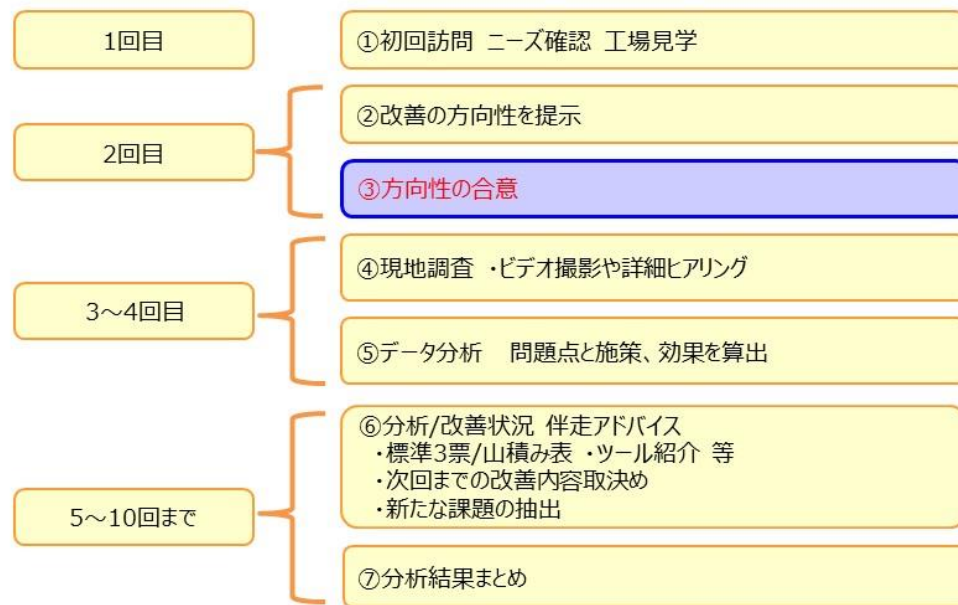 1回目
①初回訪問 ニーズ確認 工場見学
2回目
②改善の方向性を提示
③方向性の合意
3～4回目
④現地調査 ・ビデオ撮影や詳細ヒアリング
⑤データ分析　問題点と施策、効果を算出
5～10回まで
⑥分析/改善状況 伴走アドバイス
・標準3票/山積み表 ・ツール紹介 等
・次回までの改善内容取決め
・新たな課題の抽出
⑦分析結果まとめ